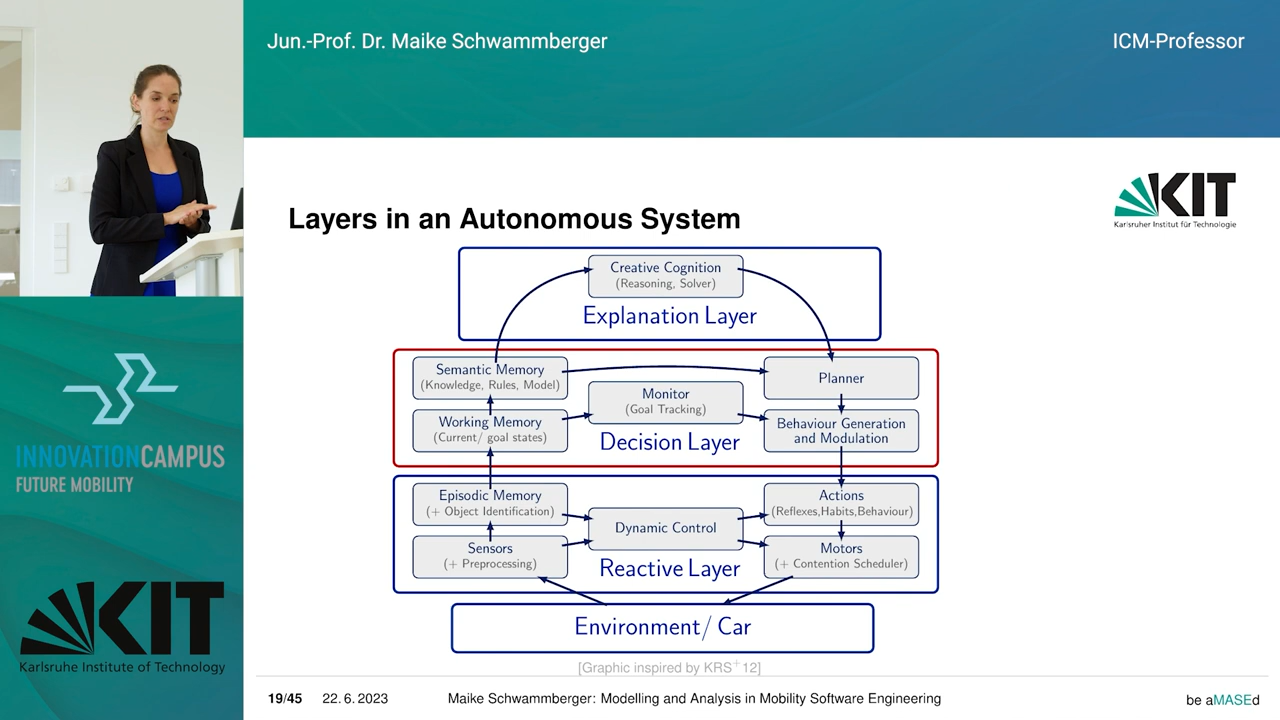 Jun.-Prof. Dr. Maike Schwammberger
ICM-Professor
KIT
Karlsruher Institut für Technologie
Layers in an Autonomous System
Creative Cognition
(Reasoning, Solver)
Explanation Layer
Semantic Memory
(Knowledge, Rules, Model)
Planner
Monitor
(Goal Tracking)
Working Memory
(Current/ goal states)
Behaviour Generation
and Modulation
Decision Layer
Episodic Memory
(+ Object Identification)
Actions
(Reflexes,Habits,Behaviour)
Dynamic Control
Sensors
(+ Preprocessing)
Motors
(+ Contention Scheduler)
Reactive Layer
Environment/ Car
[Graphic inspired by KRS+12]
INNOVATIONCAMPUS
FUTURE MOBILITY
KIT
Karlsruhe Institute of Technology
19/45 22. 6. 2023 Maike Schwammberger: Modelling and Analysis in Mobility Software Engineering be aMASEd